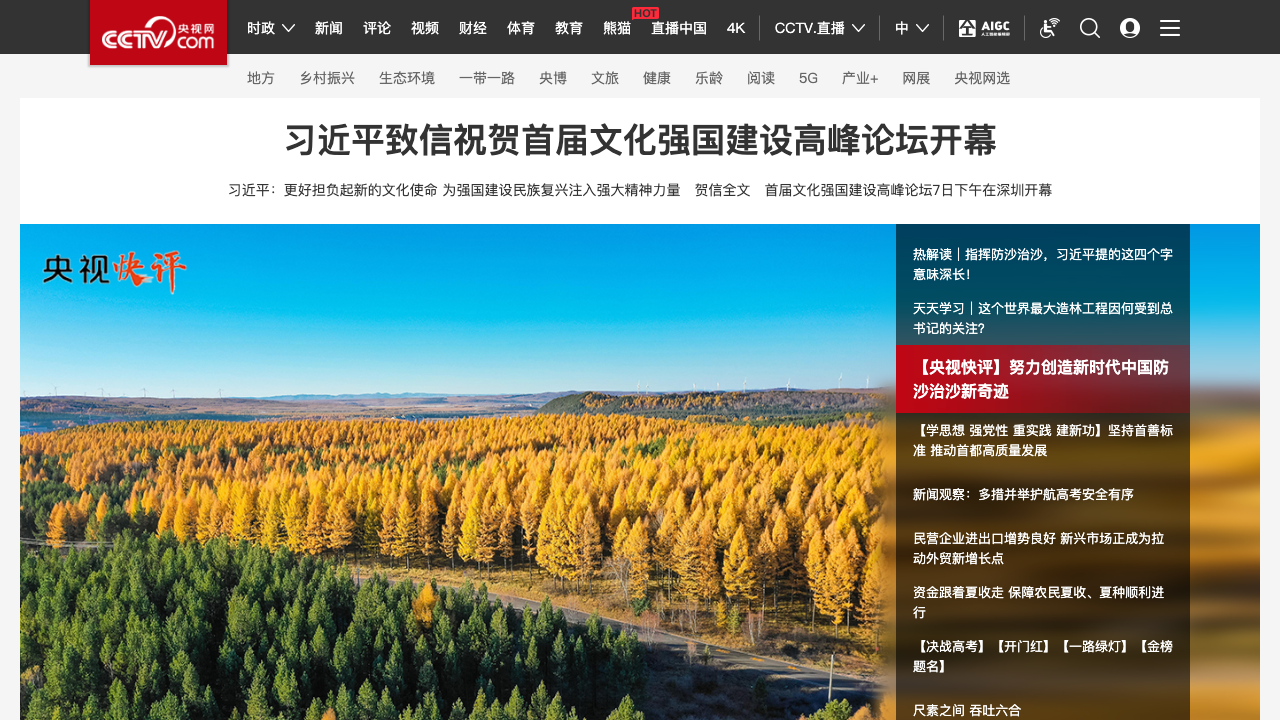 CCTV.com 央视网
时政 新闻 评论 视频 财经 体育 教育 熊猫 HOT 直播中国 4K CCTV.直播 中 AIGC
地方 乡村振兴 生态环境 一带一路 央博 文旅 健康 乐龄 阅读 5G 产业+ 网展 央视网选
习近平致信祝贺首届文化强国建设高峰论坛开幕
习近平：更好担负起新的文化使命 为强国建设民族复兴注入强大精神力量 贺信全文 首届文化强国建设高峰论坛7日下午在深圳开幕
央视快评
热解读｜指挥防沙治沙，习近平提的这四个字
意味深长！
天天学习｜这个世界最大造林工程因何受到总
书记的关注？
【央视快评】努力创造新时代中国防
沙治沙新奇迹
【学思想 强党性 重实践 建新功】坚持首善标
准 推动首都高质量发展
新闻观察：多措并举护航高考安全有序
民营企业进出口增势良好 新兴市场正成为拉
动外贸新增长点
资金跟着夏收走 保障农民夏收、夏种顺利进
行
【决战高考】【开门红】【一路绿灯】【金榜
题名】
尺素之间 吞吐六合